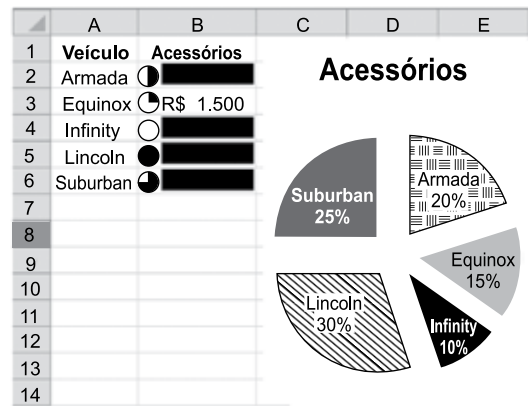 A B C D E
1 Veículo Acessórios
2 Armada
3 Equinox R$ 1.500
4 Infinity
5 Lincoln
6 Suburban
7
8
9
10
11
12
13
14
Acessórios
Suburban
25%
Armada
20%
Equinox
15%
Lincoln
30%
Infinity
10%